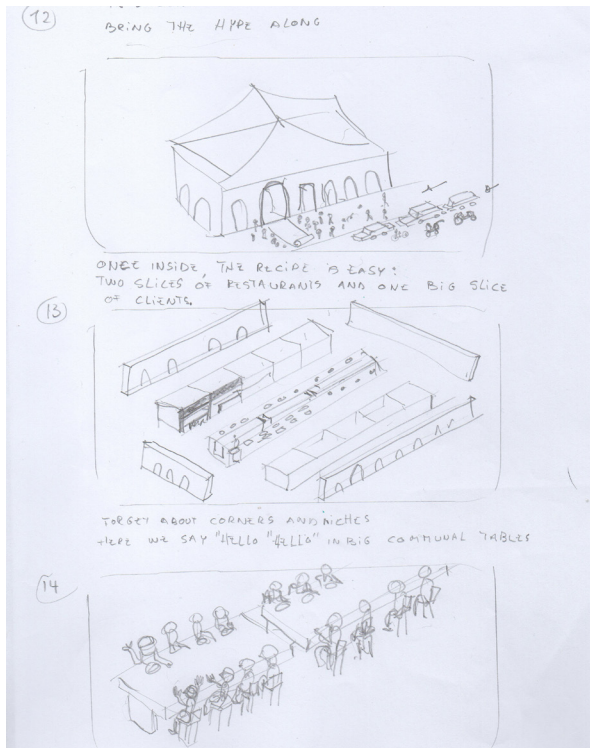 12
BRING THE HYPE ALONG
ONCE INSIDE, THE RECIPE IS EASY:
TWO SLICES OF RESTAURANTS AND ONE BIG SLICE
OF CLIENTS.
13
FORGET ABOUT CORNERS AND NICHES
HERE WE SAY "HELLO "HELLO" IN BIG COMMUNAL TABLES
14